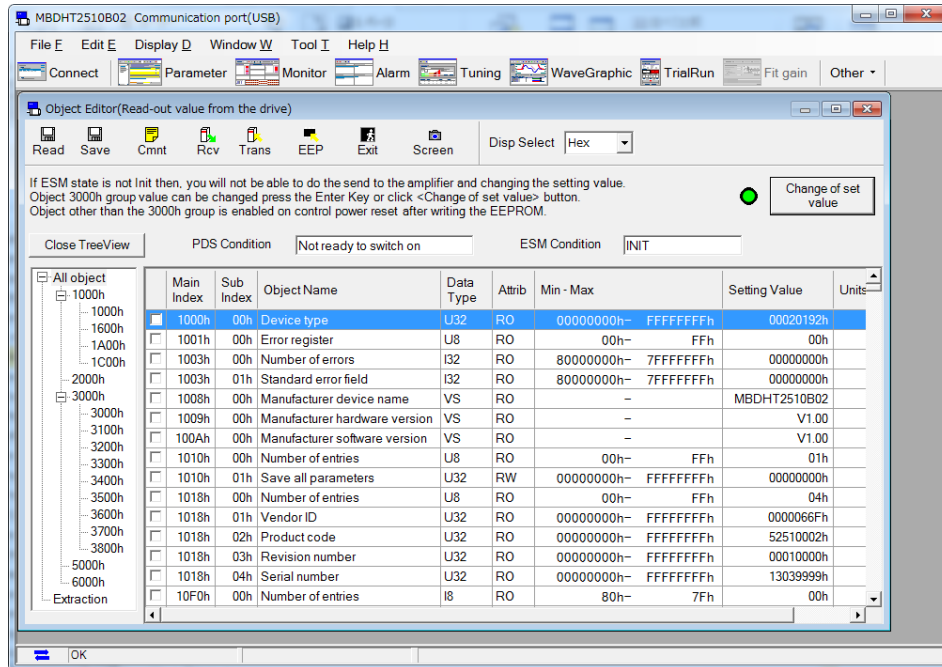 MBDHT2510B02 Communication port(USB)
File F Edit E Display D Window W Tool T Help H
Connect Parameter Monitor Alarm Tuning WaveGraphic TrialRun Fit gain Other
Object Editor(Read-out value from the drive)
Read Save Cmnt Rcv Trans EEP Exit Screen Disp Select Hex
If ESM state is not Init then, you will not be able to do the send to the amplifier and changing the setting value.
Object 3000h group value can be changed press the Enter Key or click <Change of set value> button.
Object other than the 3000h group is enabled on control power reset after writing the EEPROM.
Change of set value
Close TreeView PDS Condition Not ready to switch on ESM Condition INIT
All object
1000h
1000h
1600h
1A00h
1C00h
2000h
3000h
3000h
3100h
3200h
3300h
3400h
3500h
3600h
3700h
3800h
5000h
6000h
Extraction
Main Index Sub Index Object Name Data Type Attrib Min - Max Setting Value Units
1000h 00h Device type U32 RO 00000000h- FFFFFFFFh 00020192h
1001h 00h Error register U8 RO 00h- FFh 00h
1003h 00h Number of errors I32 RO 80000000h- 7FFFFFFFh 00000000h
1003h 01h Standard error field I32 RO 80000000h- 7FFFFFFFh 00000000h
1008h 00h Manufacturer device name VS RO - MBDHT2510B02
1009h 00h Manufacturer hardware version VS RO - V1.00
100Ah 00h Manufacturer software version VS RO - V1.00
1010h 00h Number of entries U8 RO 00h- FFh 01h
1010h 01h Save all parameters U32 RW 00000000h- FFFFFFFFh 00000000h
1018h 00h Number of entries U8 RO 00h- FFh 04h
1018h 01h Vendor ID U32 RO 00000000h- FFFFFFFFh 0000066Fh
1018h 02h Product code U32 RO 00000000h- FFFFFFFFh 52510002h
1018h 03h Revision number U32 RO 00000000h- FFFFFFFFh 00010000h
1018h 04h Serial number U32 RO 00000000h- FFFFFFFFh 13039999h
10F0h 00h Number of entries I8 RO 80h- 7Fh 00h
OK